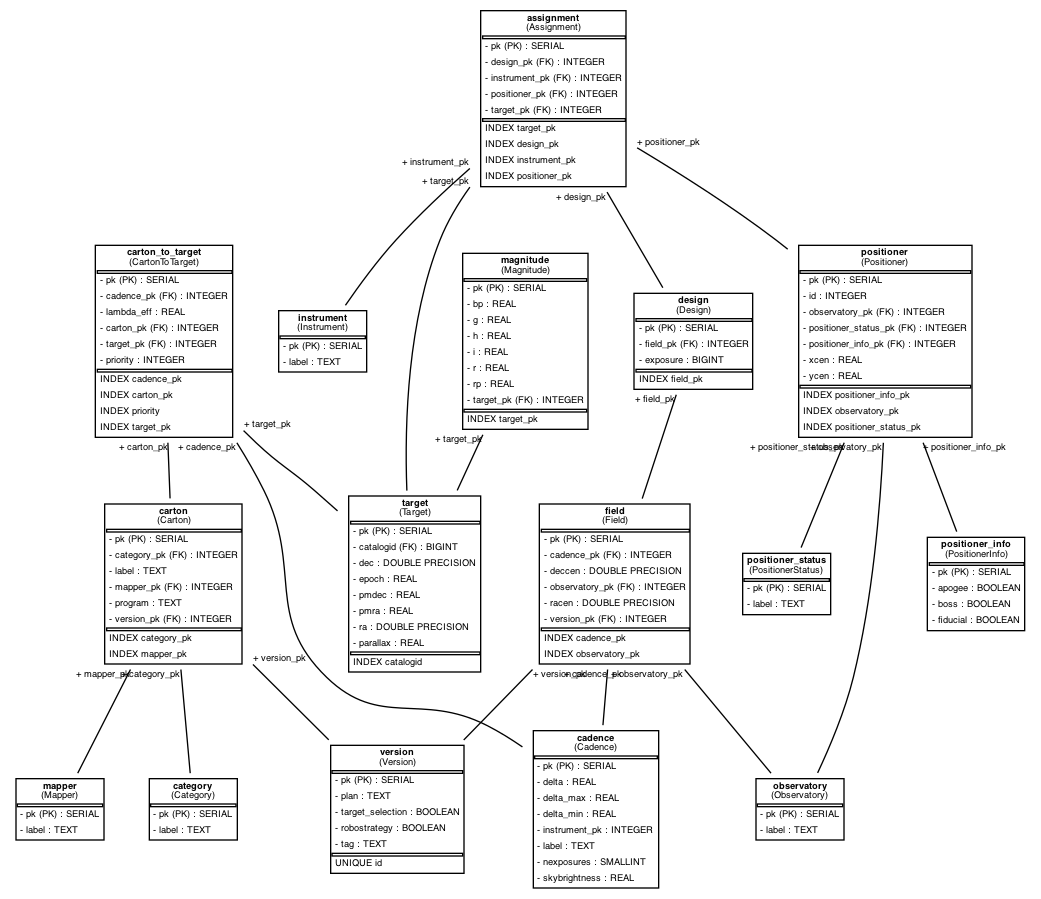 assignment
(Assignment)
- pk (PK) : SERIAL
- design_pk (FK) : INTEGER
- instrument_pk (FK) : INTEGER
- positioner_pk (FK) : INTEGER
- target_pk (FK) : INTEGER
INDEX target_pk
INDEX design_pk
INDEX instrument_pk
INDEX positioner_pk
+ instrument_pk
+ target_pk
+ design_pk
+ positioner_pk
carton_to_target
(CartonToTarget)
- pk (PK) : SERIAL
- cadence_pk (FK) : INTEGER
- lambda_eff : REAL
- carton_pk (FK) : INTEGER
- target_pk (FK) : INTEGER
- priority : INTEGER
INDEX cadence_pk
INDEX carton_pk
INDEX priority
INDEX target_pk
+ carton_pk
+ cadence_pk
+ target_pk
instrument
(Instrument)
- pk (PK) : SERIAL
- label : TEXT
magnitude
(Magnitude)
- pk (PK) : SERIAL
- bp : REAL
- g : REAL
- h : REAL
- i : REAL
- r : REAL
- rp : REAL
- target_pk (FK) : INTEGER
INDEX target_pk
+ target_pk
design
(Design)
- pk (PK) : SERIAL
- field_pk (FK) : INTEGER
- exposure : BIGINT
INDEX field_pk
+ field_pk
positioner
(Positioner)
- pk (PK) : SERIAL
- id : INTEGER
- observatory_pk (FK) : INTEGER
- positioner_status_pk (FK) : INTEGER
- positioner_info_pk (FK) : INTEGER
- xcen : REAL
- ycen : REAL
INDEX positioner_info_pk
INDEX observatory_pk
INDEX positioner_status_pk
+ positioner_status_pk
+ observatory_pk
+ positioner_info_pk
carton
(Carton)
- pk (PK) : SERIAL
- category_pk (FK) : INTEGER
- label : TEXT
- mapper_pk (FK) : INTEGER
- program : TEXT
- version_pk (FK) : INTEGER
INDEX category_pk
INDEX mapper_pk
+ mapper_pk
+ category_pk
+ version_pk
target
(Target)
- pk (PK) : SERIAL
- catalogid (FK) : BIGINT
- dec : DOUBLE PRECISION
- epoch : REAL
- pmdec : REAL
- pmra : REAL
- ra : DOUBLE PRECISION
- parallax : REAL
INDEX catalogid
field
(Field)
- pk (PK) : SERIAL
- cadence_pk (FK) : INTEGER
- deccen : DOUBLE PRECISION
- observatory_pk (FK) : INTEGER
- racen : DOUBLE PRECISION
- version_pk (FK) : INTEGER
INDEX cadence_pk
INDEX observatory_pk
+ version_pk
+ cadence_pk
+ observatory_pk
positioner_status
(PositionerStatus)
- pk (PK) : SERIAL
- label : TEXT
positioner_info
(PositionerInfo)
- pk (PK) : SERIAL
- apogee : BOOLEAN
- boss : BOOLEAN
- fiducial : BOOLEAN
mapper
(Mapper)
- pk (PK) : SERIAL
- label : TEXT
category
(Category)
- pk (PK) : SERIAL
- label : TEXT
version
(Version)
- pk (PK) : SERIAL
- plan : TEXT
- target_selection : BOOLEAN
- robostrategy : BOOLEAN
- tag : TEXT
UNIQUE id
cadence
(Cadence)
- pk (PK) : SERIAL
- delta : REAL
- delta_max : REAL
- delta_min : REAL
- instrument_pk : INTEGER
- label : TEXT
- nexposures : SMALLINT
- skybrightness : REAL
observatory
(Observatory)
- pk (PK) : SERIAL
- label : TEXT